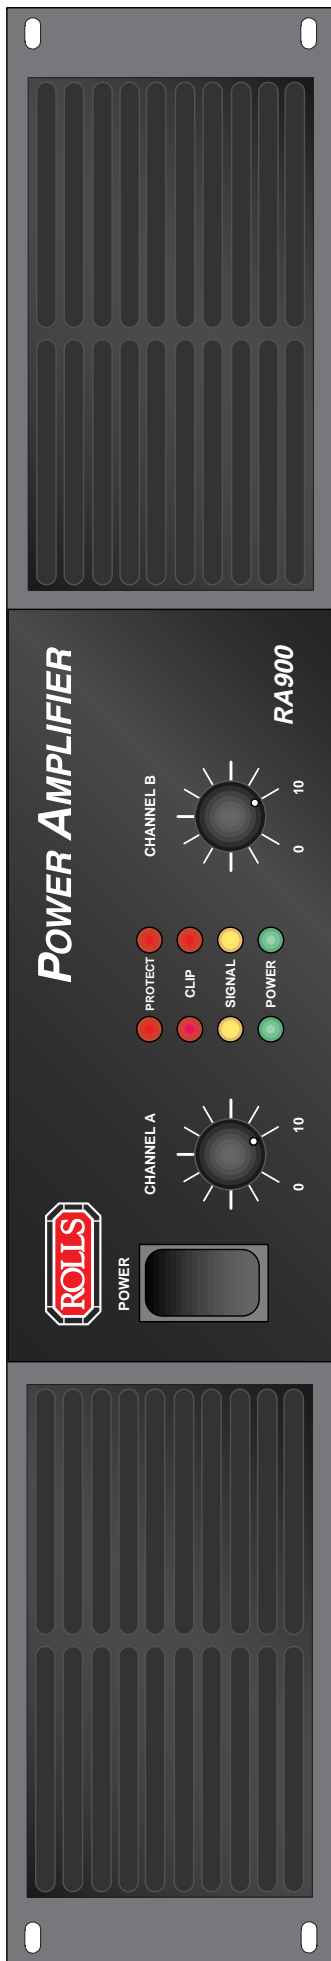 ROLLS
POWER AMPLIFIER
POWER
CHANNEL A
0
10
PROTECT
CLIP
SIGNAL
POWER
CHANNEL B
0
10
RA900